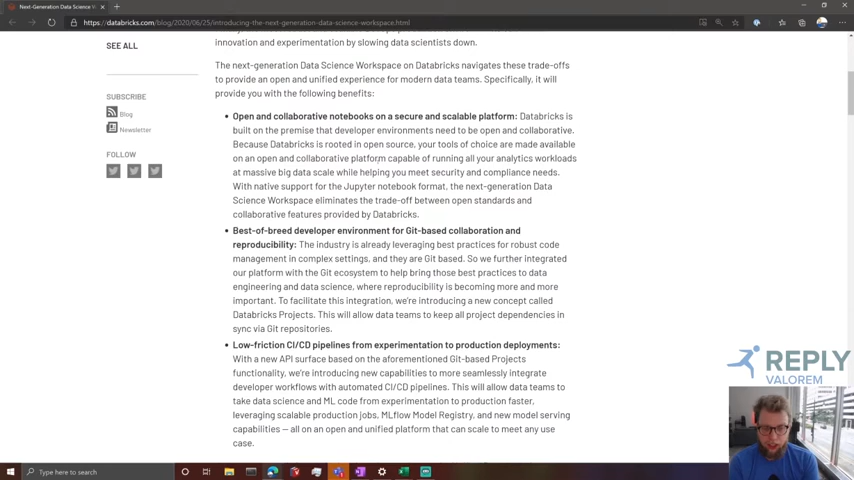 Next-Generation Data Science W
https://databricks.com/blog/2020/06/25/introducing-the-next-generation-data-science-workspace.html
innovation and experimentation by slowing data scientists down.
SEE ALL
The next-generation Data Science Workspace on Databricks navigates these trade-offs
to provide an open and unified experience for modern data teams. Specifically, it will
provide you with the following benefits:
SUBSCRIBE
Blog
Newsletter
FOLLOW
• Open and collaborative notebooks on a secure and scalable platform: Databricks is
built on the premise that developer environments need to be open and collaborative.
Because Databricks is rooted in open source, your tools of choice are made available
on an open and collaborative platform capable of running all your analytics workloads
at massive big data scale while helping you meet security and compliance needs.
With native support for the Jupyter notebook format, the next-generation Data
Science Workspace eliminates the trade-off between open standards and
collaborative features provided by Databricks.
• Best-of-breed developer environment for Git-based collaboration and
reproducibility: The industry is already leveraging best practices for robust code
management in complex settings, and they are Git based. So we further integrated
our platform with the Git ecosystem to help bring those best practices to data
engineering and data science, where reproducibility is becoming more and more
important. To facilitate this integration, we're introducing a new concept called
Databricks Projects. This will allow data teams to keep all project dependencies in
sync via Git repositories.
• Low-friction CI/CD pipelines from experimentation to production deployments:
With a new API surface based on the aforementioned Git-based Projects
functionality, we're introducing new capabilities to more seamlessly integrate
developer workflows with automated CI/CD pipelines. This will allow data teams to
take data science and ML code from experimentation to production faster,
leveraging scalable production jobs, MLflow Model Registry, and new model serving
capabilities — all on an open and unified platform that can scale to meet any use
case.
REPLY
VALOREM
Type here to search